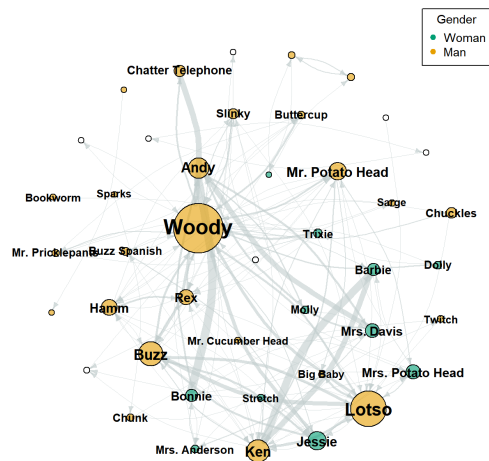 Gender
Woman
Man
Chatter Telephone
Slinky
Buttercup
Andy
Mr. Potato Head
Bookworm
Sparks
Sarge
Chuckles
Woody
Trixie
Mr. Pricklepants
Buzz Spanish
Barbie
Dolly
Rex
Hamm
Molly
Twitch
Mrs. Davis
Mr. Cucumber Head
Buzz
Big Baby
Mrs. Potato Head
Bonnie
Stretch
Lotso
Chunk
Jessie
Mrs. Anderson
Ken